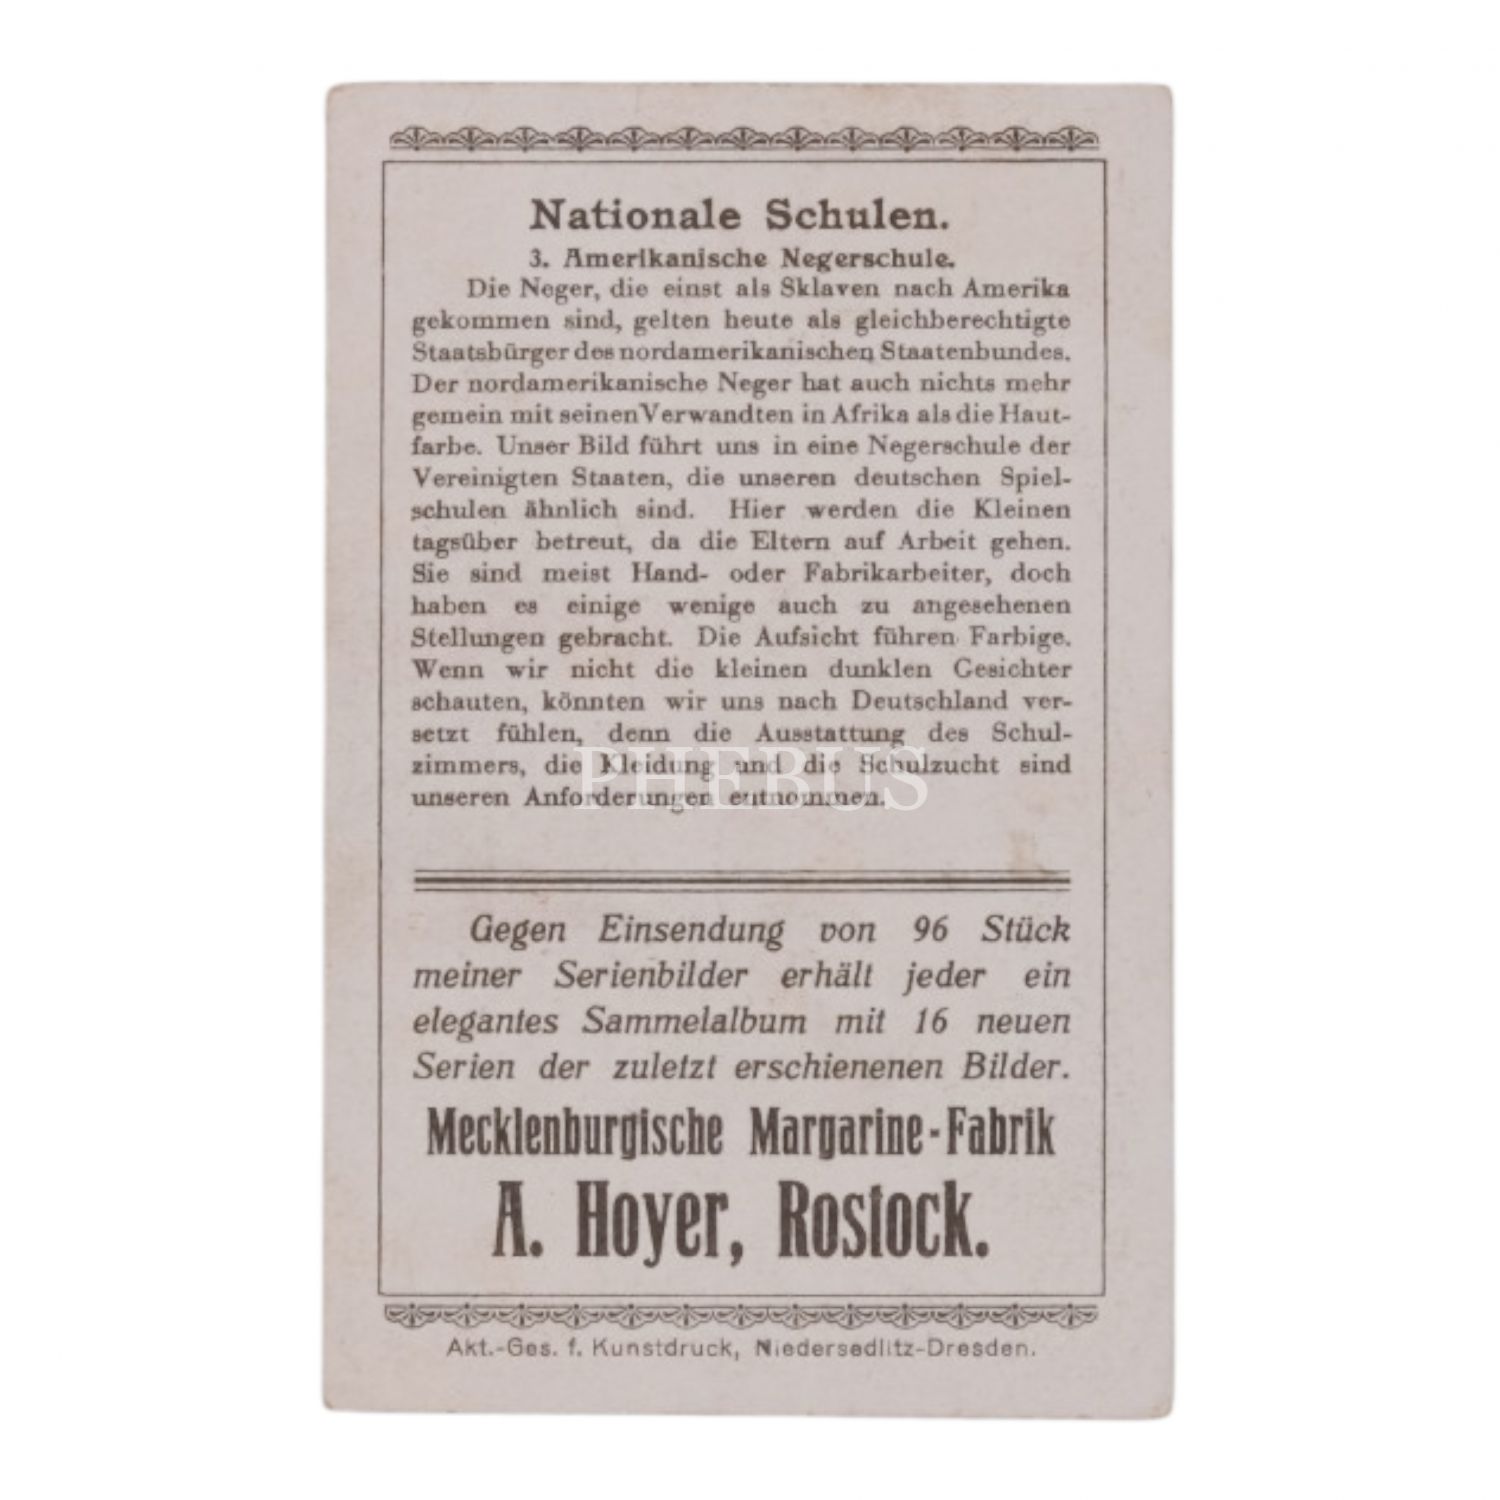 Nationale Schulen.
3. Amerikanische Negerschule.
Die Neger, die einst als Sklaven nach Amerika
gekommen sind, gelten heute als gleichberechtigte
Staatsbürger des nordamerikanischen Staatenbundes.
Der nordamerikanische Neger hat auch nichts mehr
gemein mit seinen Verwandten in Afrika als die Haut-
farbe. Unser Bild führt uns in eine Negerschule der
Vereinigten Staaten, die unseren deutschen Spiel-
schulen ähnlich sind. Hier werden die Kleinen
tagsüber betreut, da die Eltern auf Arbeit gehen.
Sie sind meist Hand- oder Fabrikarbeiter, doch
haben es einige wenige auch zu angesehenen
Stellungen gebracht. Die Aufsicht führen Farbige.
Wenn wir nicht die kleinen dunklen Gesichter
schauten, könnten wir uns nach Deutschland ver-
setzt fühlen, denn die Ausstattung des Schul-
zimmers, die Kleidung und die Schulzucht sind
unseren Anforderungen entnommen.
PHEBUS
Gegen Einsendung von 96 Stück
meiner Serienbilder erhält jeder ein
elegantes Sammelalbum mit 16 neuen
Serien der zuletzt erschienenen Bilder.
Mecklenburgische Margarine-Fabrik
A. Hoyer, Rostock.
Akt.-Ges. f. Kunstdruck, Niedersedlitz-Dresden.